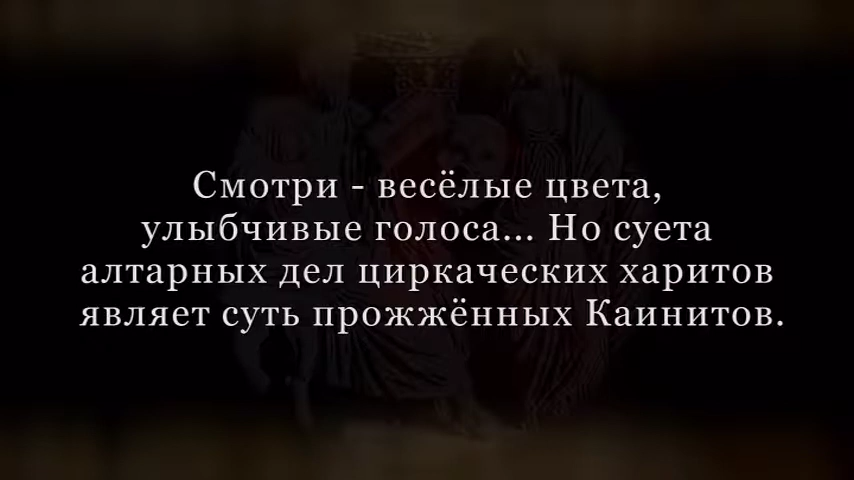 Смотри - весёлые цвета,
улыбчивые голоса... Но суета
алтарных дел циркаческих харитов
являет суть прожжённых Каинитов.